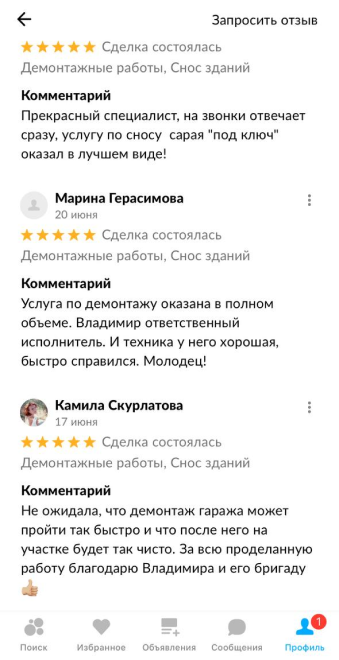 Запросить отзыв
Сделка состоялась
Демонтажные работы, Снос зданий
Комментарий
Прекрасный специалист, на звонки отвечает
сразу, услугу по сносу сарая "под ключ"
оказал в лучшем виде!
Марина Герасимова
20 июня
Сделка состоялась
Демонтажные работы, Снос зданий
Комментарий
Услуга по демонтажу оказана в полном
объеме. Владимир ответственный
исполнитель. И техника у него хорошая,
быстро справился. Молодец!
Камила Скурлатова
17 июня
Сделка состоялась
Демонтажные работы, Снос зданий
Комментарий
Не ожидала, что демонтаж гаража может
пройти так быстро и что после него на
участке будет так чисто. За всю проделанную
работу благодарю Владимира и его бригаду
👍🏼
1
Поиск Избранное Объявления Сообщения Профиль